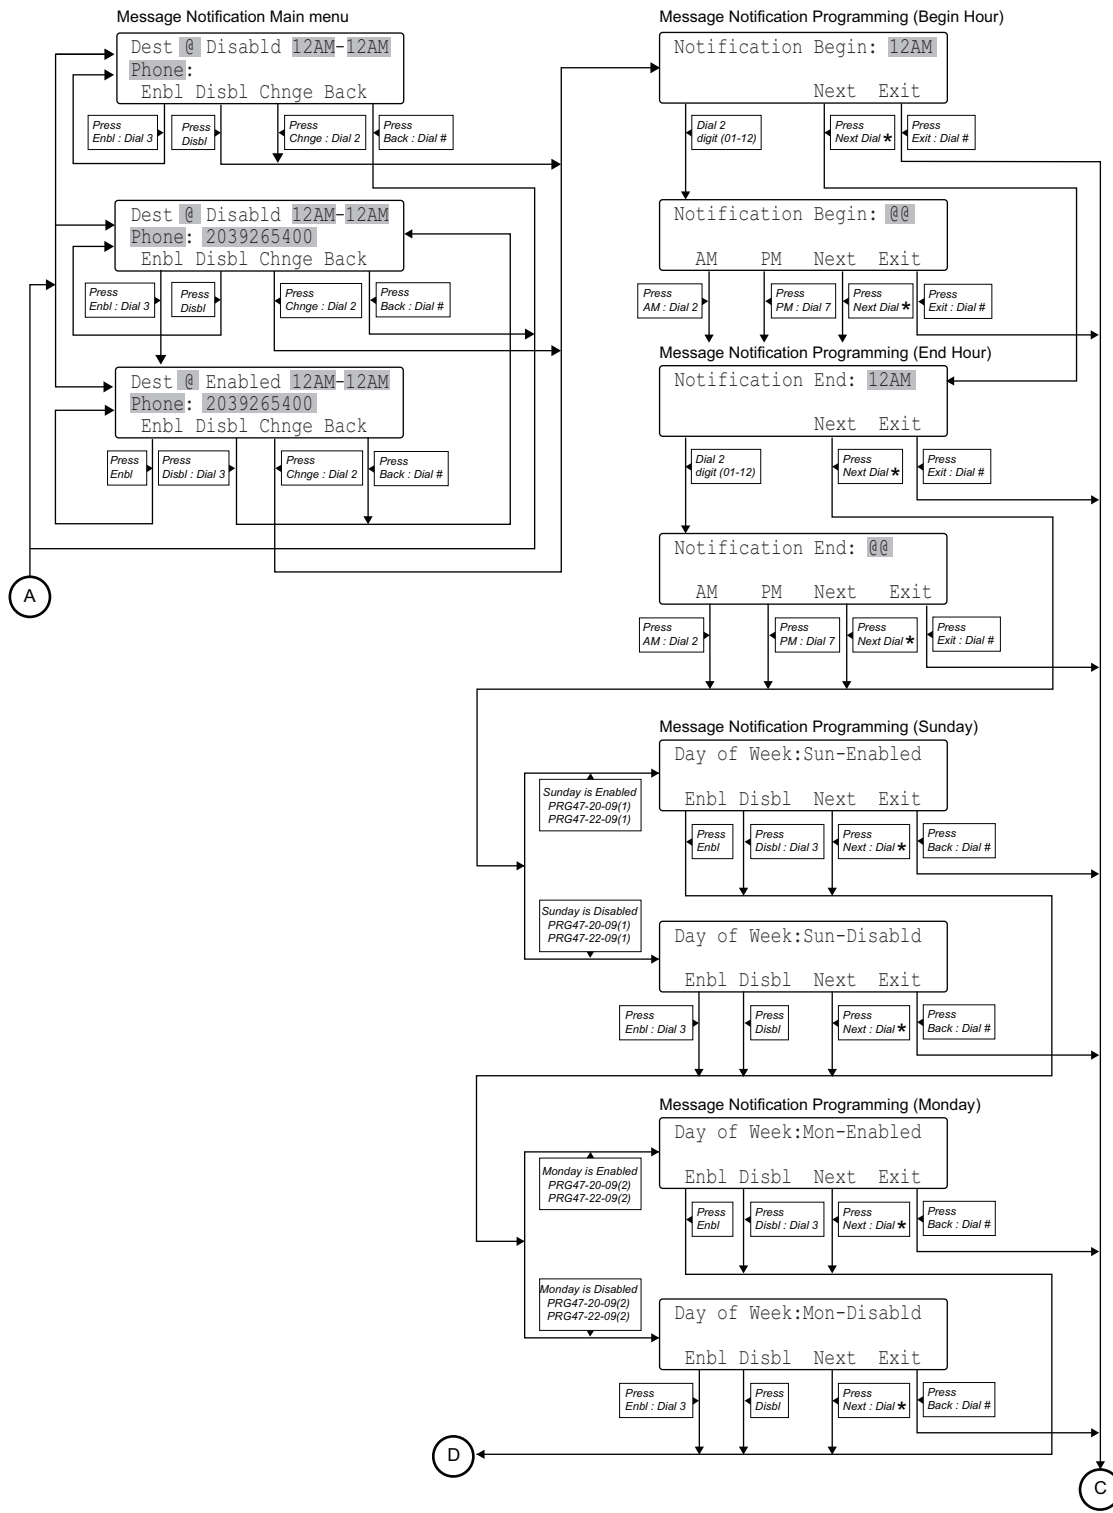 Message Notification Main menu
Dest @ Disabld 12AM-12AM
Phone:
Enbl Disbl Chnge Back
Press
Enbl : Dial 3
Press
Disbl
Press
Chnge : Dial 2
Press
Back : Dial #
Dest @ Disabld 12AM-12AM
Phone: 2039265400
Enbl Disbl Chnge Back
Press
Enbl : Dial 3
Press
Disbl
Press
Chnge : Dial 2
Press
Back : Dial #
Dest @ Enabled 12AM-12AM
Phone: 2039265400
Enbl Disbl Chnge Back
Press
Enbl
Press
Disbl : Dial 3
Press
Chnge : Dial 2
Press
Back : Dial #
A
Message Notification Programming (Begin Hour)
Notification Begin: 12AM
Next Exit
Dial 2
digit (01-12)
Press
Next Dial *
Press
Exit : Dial #
Notification Begin: @@
AM PM Next Exit
Press
AM : Dial 2
Press
PM : Dial 7
Press
Next Dial *
Press
Exit : Dial #
Message Notification Programming (End Hour)
Notification End: 12AM
Next Exit
Dial 2
digit (01-12)
Press
Next Dial *
Press
Exit : Dial #
Notification End: @@
AM PM Next Exit
Press
AM : Dial 2
Press
PM : Dial 7
Press
Next Dial *
Press
Exit : Dial #
Message Notification Programming (Sunday)
Day of Week:Sun-Enabled
Enbl Disbl Next Exit
Sunday is Enabled
PRG47-20-09(1)
PRG47-22-09(1)
Press
Enbl
Press
Disbl : Dial 3
Press
Next : Dial *
Press
Back : Dial #
Sunday is Disabled
PRG47-20-09(1)
PRG47-22-09(1)
Day of Week:Sun-Disabld
Enbl Disbl Next Exit
Press
Enbl : Dial 3
Press
Disbl
Press
Next : Dial *
Press
Back : Dial #
Message Notification Programming (Monday)
Day of Week:Mon-Enabled
Enbl Disbl Next Exit
Monday is Enabled
PRG47-20-09(2)
PRG47-22-09(2)
Press
Enbl
Press
Disbl : Dial 3
Press
Next : Dial *
Press
Back : Dial #
Monday is Disabled
PRG47-20-09(2)
PRG47-22-09(2)
Day of Week:Mon-Disabld
Enbl Disbl Next Exit
Press
Enbl : Dial 3
Press
Disbl
Press
Next : Dial *
Press
Back : Dial #
D
C